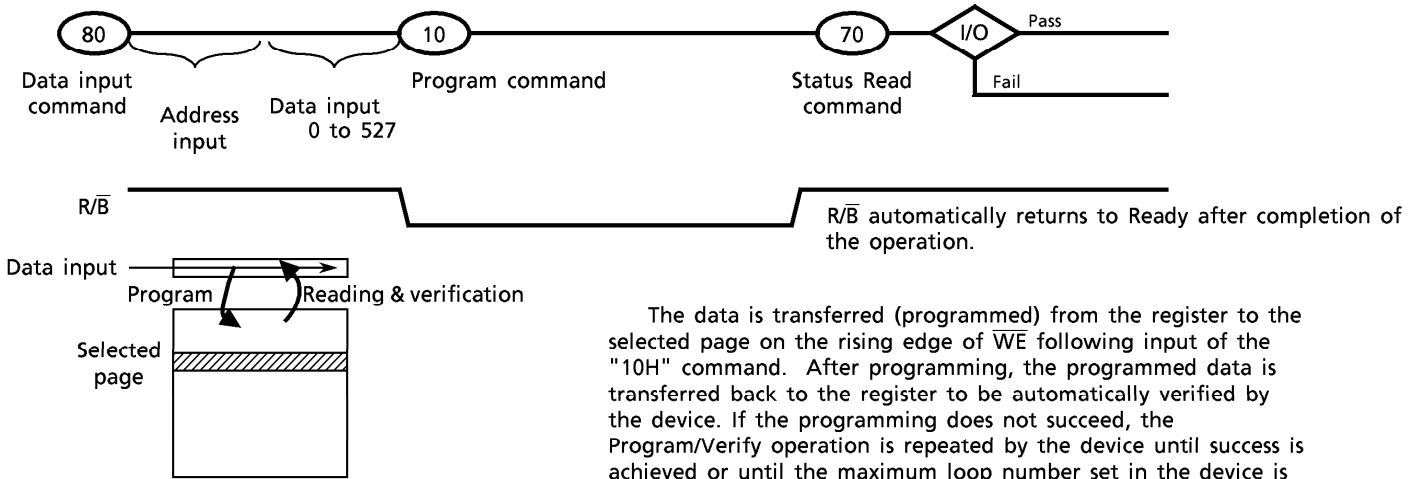 80
10
70
I/O
Pass
Fail
Data input
command
Address
input
Data input
0 to 527
Program command
Status Read
command
R/B̅
R/B̅ automatically returns to Ready after completion of
the operation.
Data input
Program
Reading & verification
Selected
page
The data is transferred (programmed) from the register to the
selected page on the rising edge of W̅E̅ following input of the
"10H" command. After programming, the programmed data is
transferred back to the register to be automatically verified by
the device. If the programming does not succeed, the
Program/Verify operation is repeated by the device until success is
achieved or until the maximum loop number set in the device is